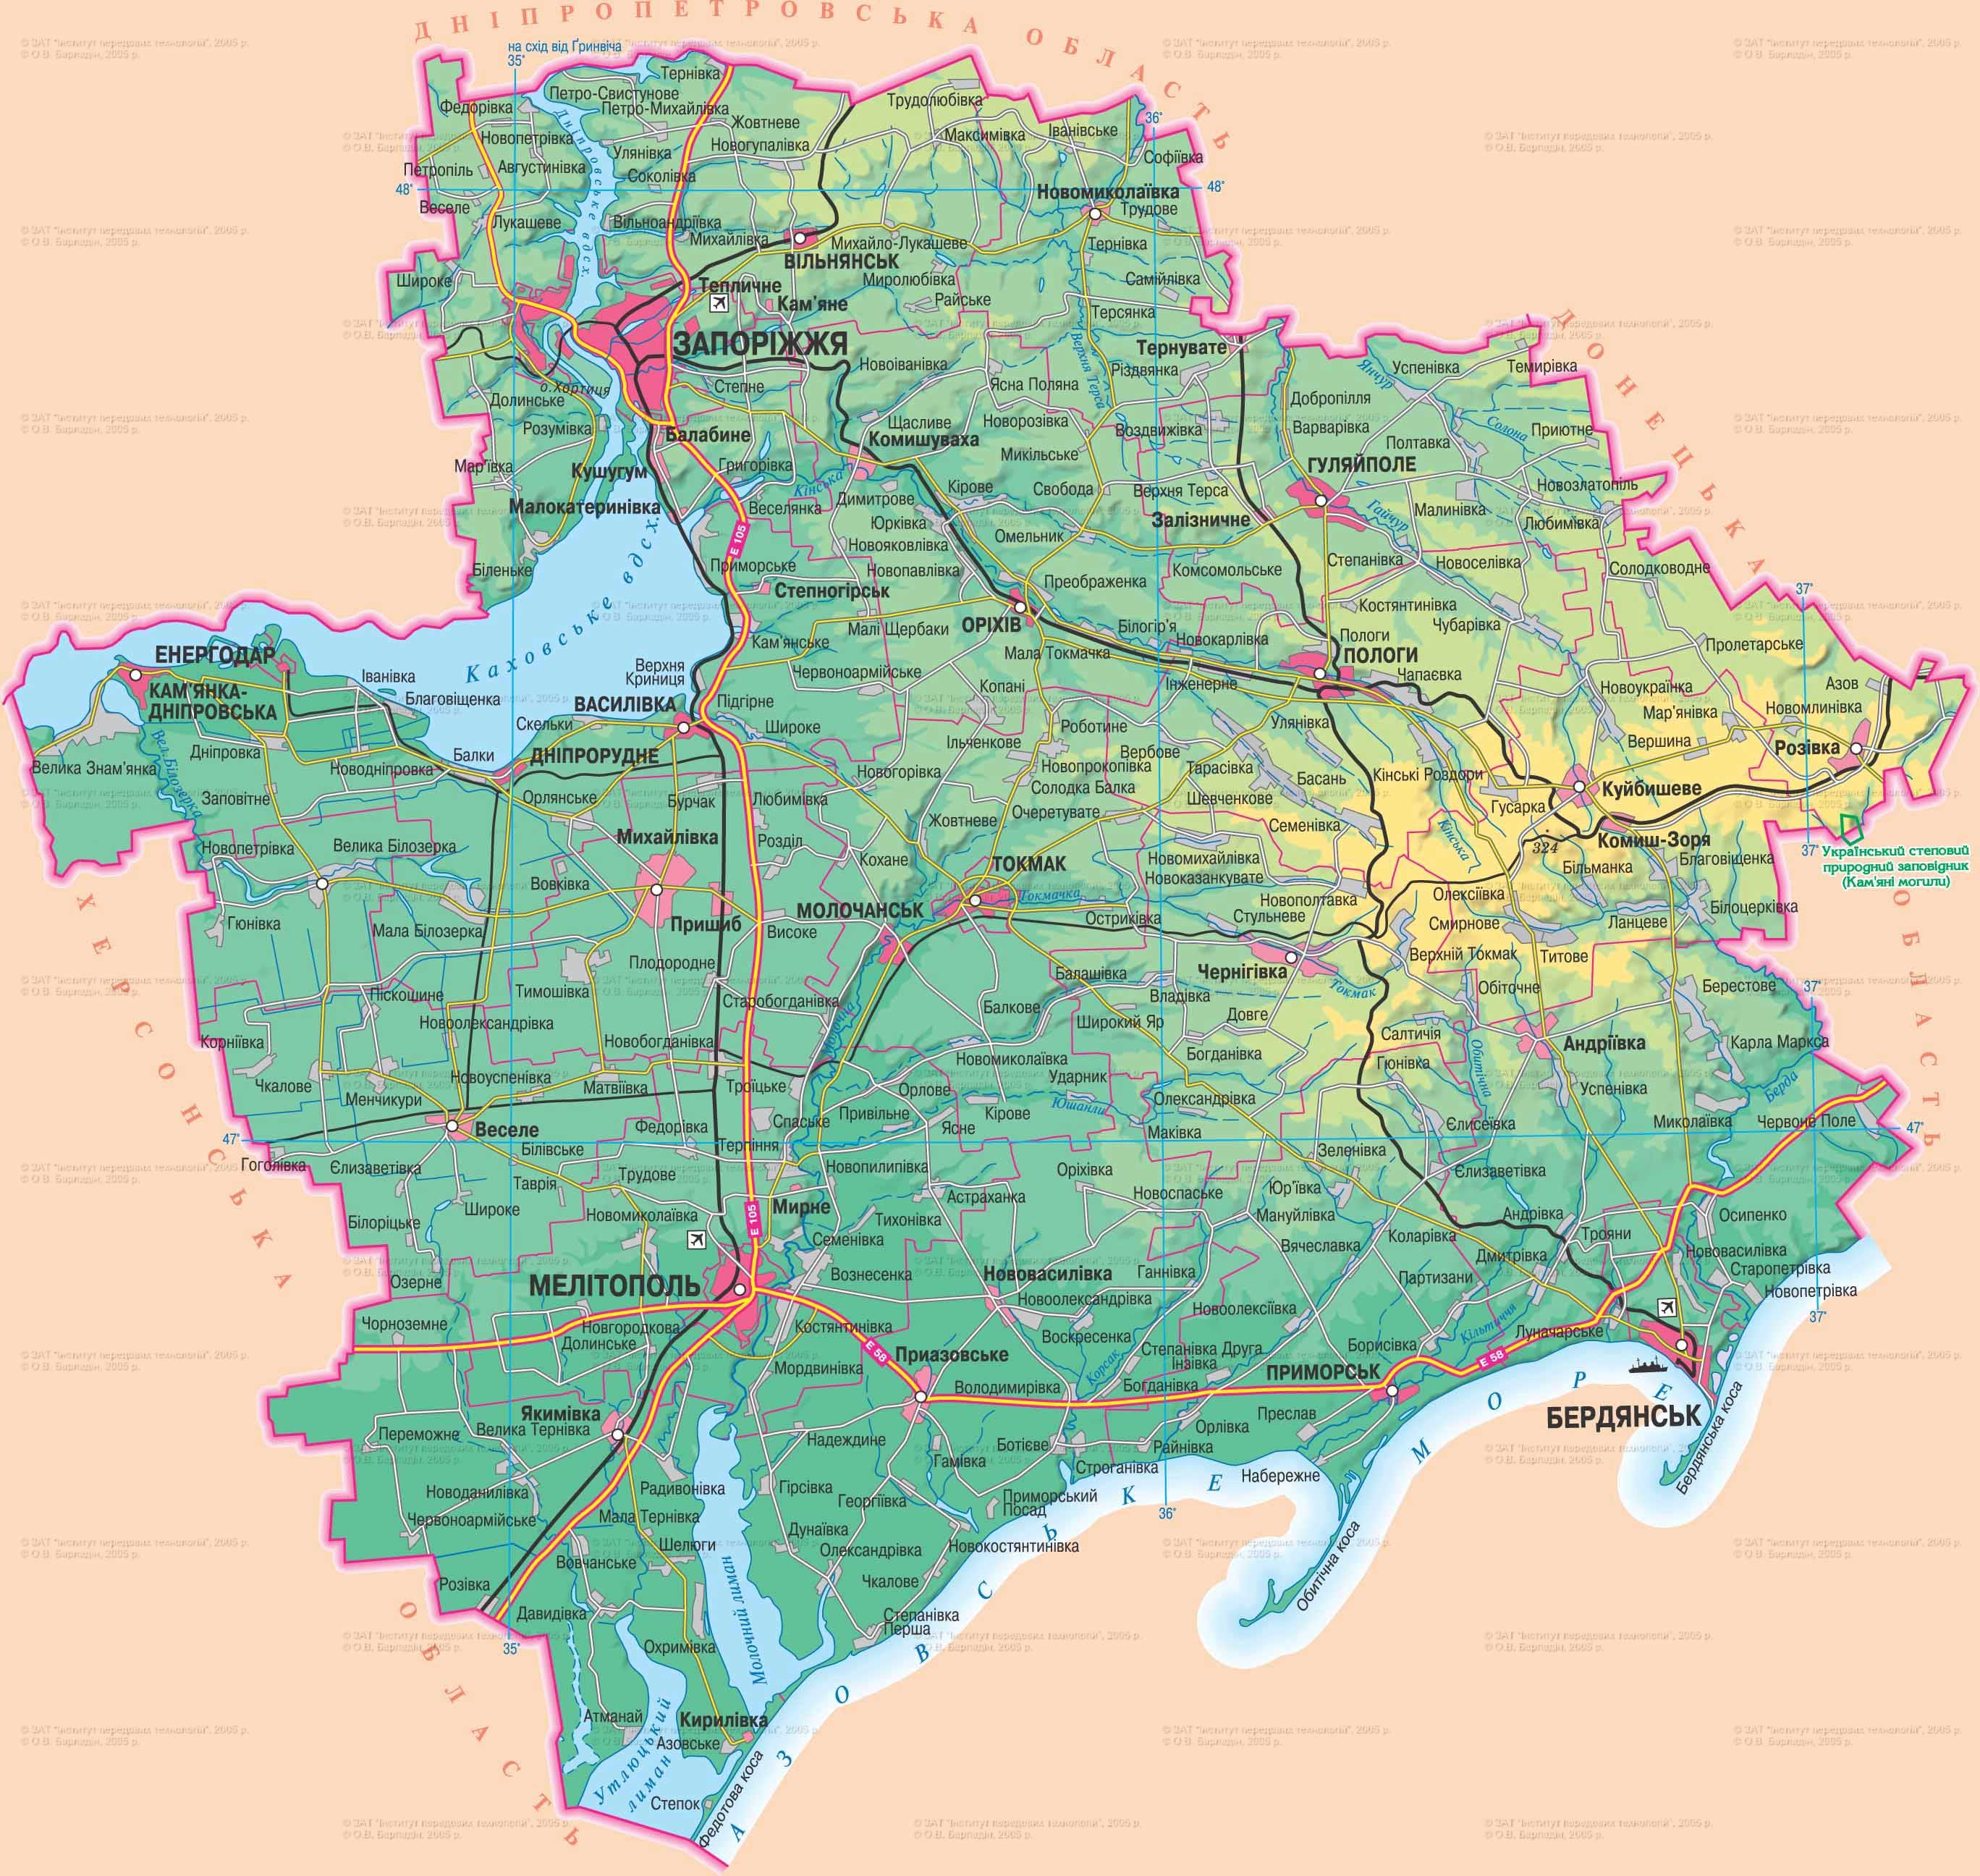 ДНІПРОПЕТРОВСЬКА ОБЛАСТЬ
на схід від Ґринвіча
35°
Тернівка
Федорівка
Петро-Свистунове
Петро-Михайлівка
Трудолюбівка
Новопетрівка
Жовтневе
Максимівка
Іванівське
36°
Улянівка
Новогупалівка
Софіївка
Петропіль
Августинівка
Соколівка
Дніпровське вдсх.
48°
48°
Новомиколаївка
Веселе
Трудове
Лукашеве
Вільноандріївка
Михайлівка
Михайло-Лукашеве
Тернівка
ВІЛЬНЯНСЬК
Широке
Тепличне
Миролюбівка
Самійлівка
Кам'яне
Райське
Терсянка
ЗАПОРІЖЖЯ
Тернувате
ДОНЕЦЬКА ОБЛАСТЬ
Новоіванівка
Верхня Терса
Різдвянка
Янчур
Успенівка
Темирівка
о.Хортиця
Степне
Ясна Поляна
Долинське
Добропілля
Розумівка
Щасливе
Новорозівка
Воздвижівка
Варварівка
Солона
Приютне
Балабине
Комишуваха
Полтавка
Мар'ївка
Кушугум
Григорівка
Микільське
ГУЛЯЙПОЛЕ
Кінська
Димитрове
Кірове
Свобода
Верхня Терса
Новозлатопіль
Малокатеринівка
Веселянка
Юрківка
Залізничне
Гайчур
Малинівка
Любимівка
Новояковлівка
Омельник
E 105
Біленьке
Приморське
Новопавлівка
Комсомольське
Степанівка
Новоселівка
Солодководне
Каховське вдсх.
Степногірськ
Преображенка
Костянтинівка
37°
Малі Щербаки
ОРІХІВ
Білогір'я
Чубарівка
Кам'янське
Новокарлівка
Пологи
ПОЛОГИ
Пролетарське
ЕНЕРГОДАР
Мала Токмачка
Іванівка
Верхня
Криниця
Червоноармійське
Чапаєвка
КАМ'ЯНКА-
ДНІПРОВСЬКА
Благовіщенка
Копані
Інженерне
Новоукраїнка
Азов
ВАСИЛІВКА
Підгірне
Новомлинівка
Скельки
Широке
Роботине
Улянівка
Мар'янівка
Вел.Білозерка
Дніпровка
Балки
ДНІПРОРУДНЕ
Ільченкове
Вербове
Вершина
Розівка
Велика Знам'янка
Новодніпровка
Новогорівка
Новопрокопівка
Тарасівка
Басань
Кінські Роздори
Заповітне
Орлянське
Бурчак
Любимівка
Солодка Балка
Шевченкове
Гусарка
Куйбишеве
Очеретувате
Жовтневе
Семенівка
Кінська
Михайлівка
Розділ
324
Комиш-Зоря
Новопетрівка
Велика Білозерка
Кохане
ТОКМАК
Новомихайлівка
Новоказанкувате
Більманка
Благовіщенка
37°
Український степовий
природний заповідник
(Кам'яні могили)
Вовківка
Токмачка
Новополтавка
Олексіївка
Гюнівка
Пришиб
МОЛОЧАНСЬК
Остриківка
Стульневе
Смирнове
Ланцеве
Білоцерківка
Мала Білозерка
Високе
Плодородне
Балашівка
Чернігівка
Верхній Токмак
Титове
Тимошівка
Старобогданівка
Токмак
Обіточне
Берестове
37°
Піскошине
Балкове
Владівка
Довге
Новоолександрівка
Молочна
Широкий Яр
Салтичія
Корніївка
Новобогданівка
Андріївка
Карла Маркса
Новомиколаївка
Богданівка
Гюнівка
Обитічна
Чкалове
Новоуспенівка
Матвіївка
Троїцьке
Орлове
Ударник
Успенівка
Берда
Менчикури
Привільне
Кірове
Юшанли
Олександрівка
Веселе
Спаське
Єлисеївка
Миколаївка
Червоне Поле
47°
Федорівка
Ясне
Маківка
47°
Білівське
Терпіння
Зеленівка
Гоголівка
Єлизаветівка
Новопилипівка
Оріхівка
Єлизаветівка
Таврія
Трудове
Астраханка
Новоспаське
Юр'ївка
Широке
Новомиколаївка
E 105
Мирне
Тихонівка
Мануйлівка
Андрівка
Осипенко
Білоріцьке
Семенівка
Вячеславка
Коларівка
Трояни
Дмитрівка
Нововасилівка
МЕЛІТОПОЛЬ
Вознесенка
Нововасилівка
Ганнівка
Партизани
Старопетрівка
Озерне
Новоолександрівка
Новоолексіївка
Новопетрівка
37°
Чорноземне
Новгородкова
Костянтинівка
Воскресенка
Кільтиччя
Луначарське
Долинське
E 58
Приазовське
Степанівка Друга
Інзівка
Борисівка
E 58
Мордвинівка
Корсак
ПРИМОРСЬК
Володимирівка
Богданівка
Якимівка
БЕРДЯНСЬК
Переможне
Велика Тернівка
Надеждине
Орлівка
Преслав
Ботієве
Райнівка
Бердянська коса
Гамівка
Строганівка
Набережне
Новоданилівка
Радивонівка
Гірсівка
Георгіївка
Приморський
Посад
Червоноармійське
Мала Тернівка
36°
Дунаївка
Шелюги
Олександрівка
Новокостянтинівка
Обитічна коса
Вовчанське
Розівка
Молочний лиман
Чкалове
Давидівка
Степанівка
Перша
35°
Охримівка
Атманай
Кирилівка
Азовське
Утлюцький
лиман
Степок
Федотова коса
АЗОВСЬКЕ МОРЕ
ХЕРСОНСЬКА ОБЛАСТЬ
© ЗАТ "Інститут передових технологій", 2005 р.
© О.В. Барладін, 2005 р.